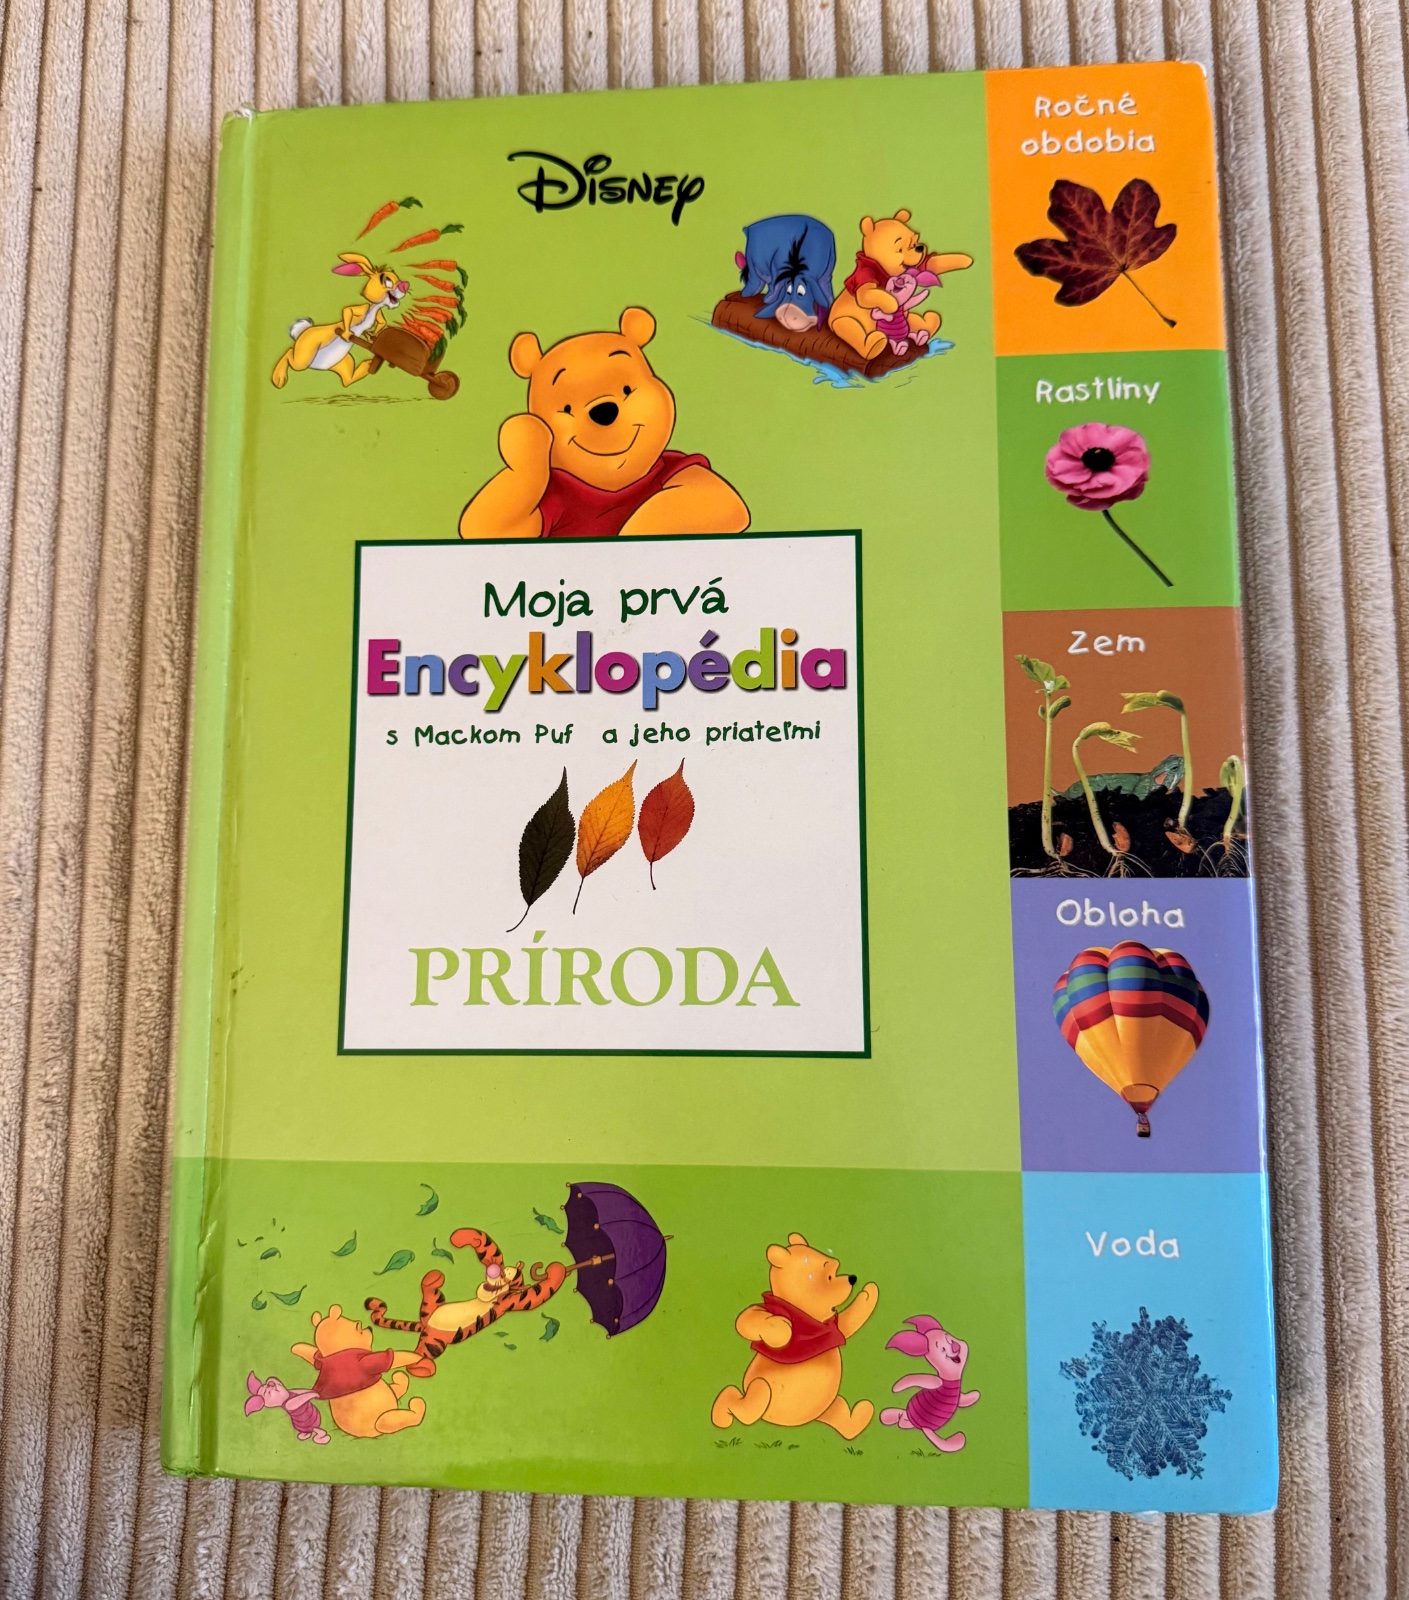 Disney
Moja prvá
Encyklopédia
s Mackom Puf a jeho priateľmi
PRÍRODA
Ročné
obdobia
Rastliny
Zem
Obloha
Voda